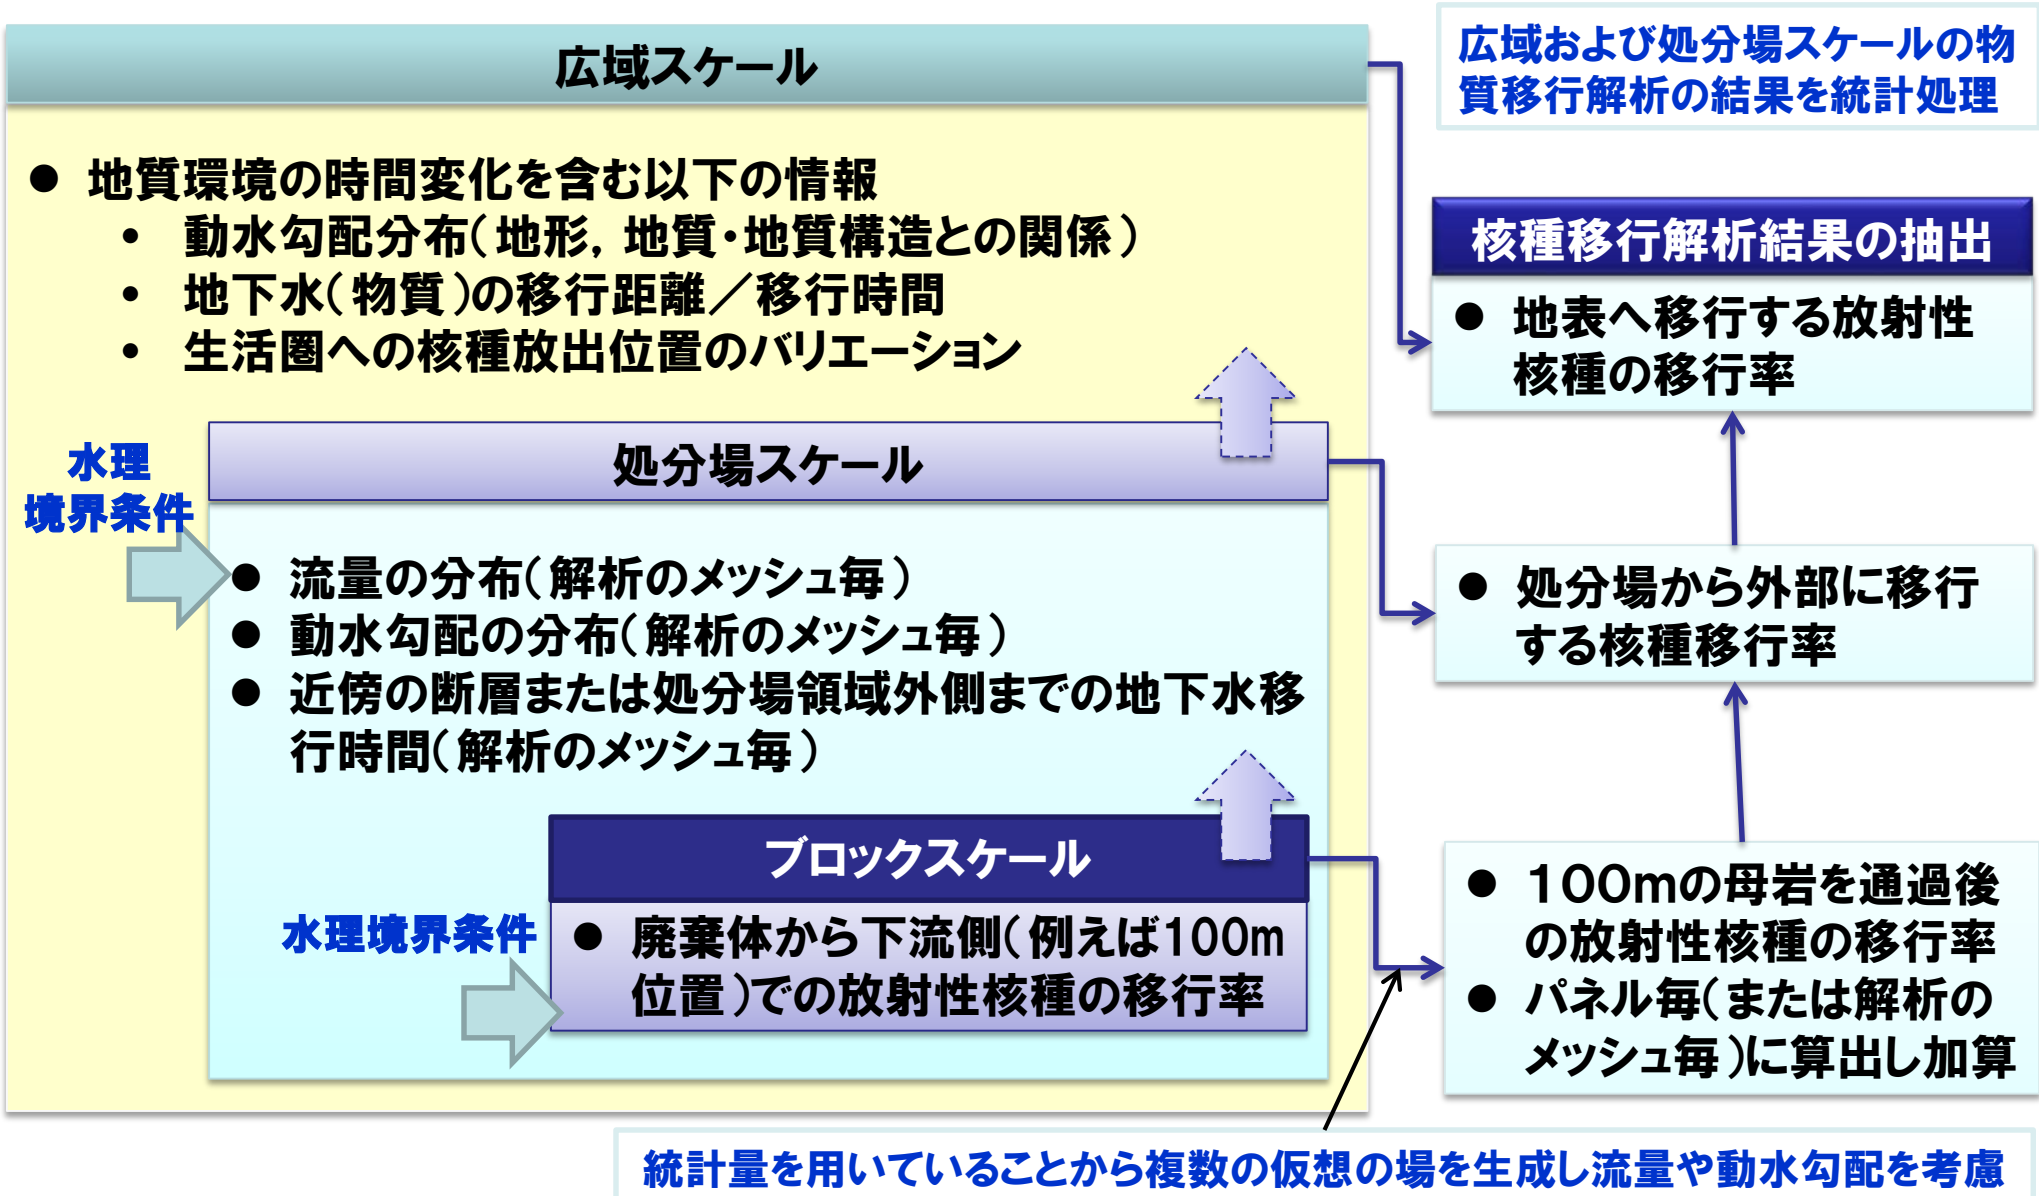 広域スケール
広域および処分場スケールの物
質移行解析の結果を統計処理
● 地質環境の時間変化を含む以下の情報
• 動水勾配分布(地形, 地質・地質構造との関係)
• 地下水(物質)の移行距離/移行時間
• 生活圏への核種放出位置のバリエーション
核種移行解析結果の抽出
● 地表へ移行する放射性
核種の移行率
水理
境界条件
処分場スケール
● 流量の分布(解析のメッシュ毎)
● 動水勾配の分布(解析のメッシュ毎)
● 近傍の断層または処分場領域外側までの地下水移
行時間(解析のメッシュ毎)
● 処分場から外部に移行
する核種移行率
水理境界条件
ブロックスケール
● 廃棄体から下流側(例えば100m
位置)での放射性核種の移行率
● 100mの母岩を通過後
の放射性核種の移行率
● パネル毎(または解析の
メッシュ毎)に算出し加算
統計量を用いていることから複数の仮想の場を生成し流量や動水勾配を考慮